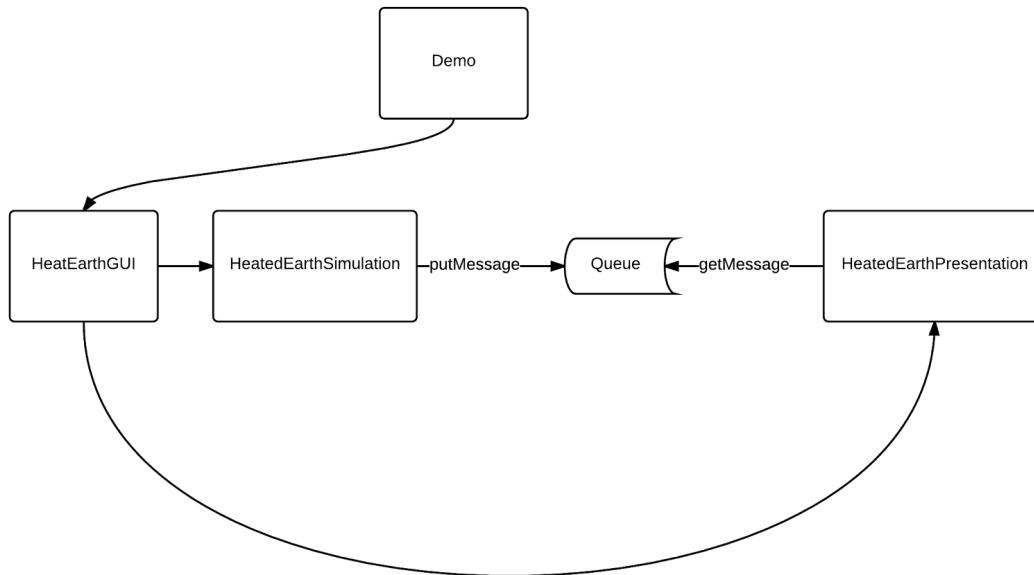 Demo
HeatEarthGUI
HeatedEarthSimulation
putMessage
Queue
getMessage
HeatedEarthPresentation